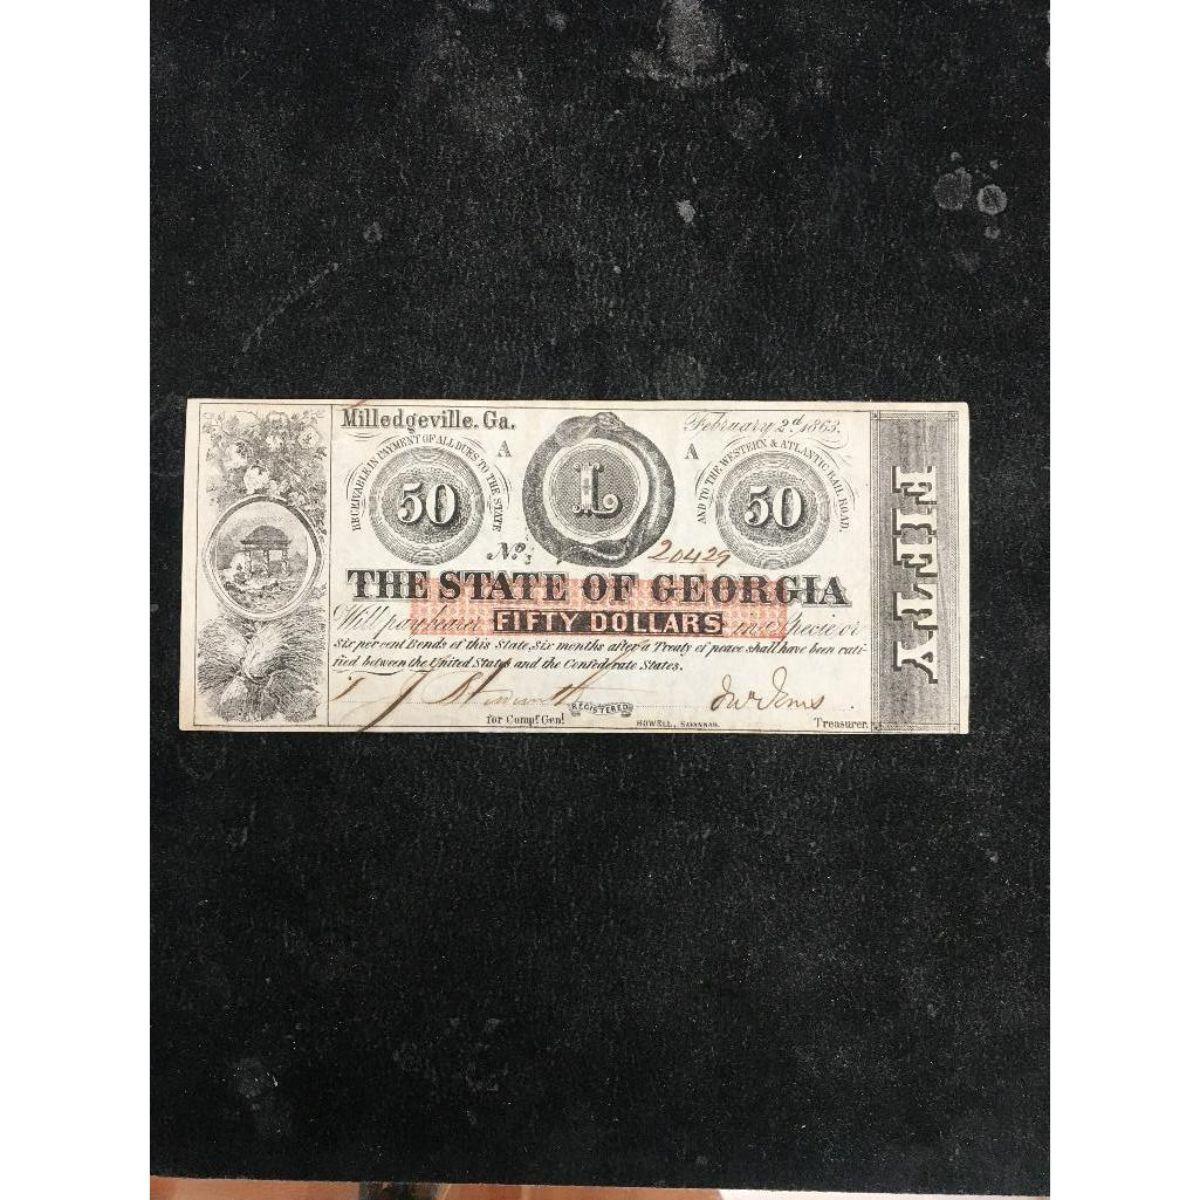 Milledgeville, Ga.
February 2d 1863.
RECEIVABLE IN PAYMENT OF ALL DUES TO THE STATE
AND TO THE WESTERN & ATLANTIC RAIL ROAD.
A
A
50
L
50
No.
20429
THE STATE OF GEORGIA
Will pay bearer FIFTY DOLLARS in specie or
Six per cent Bonds of this State, six months after a Treaty of peace shall have been rati-
fied between the United States and the Confederate States.
REGISTERED
for Compt Genl
HOWELL, SAVANNAH.
Treasurer.
FIFTY